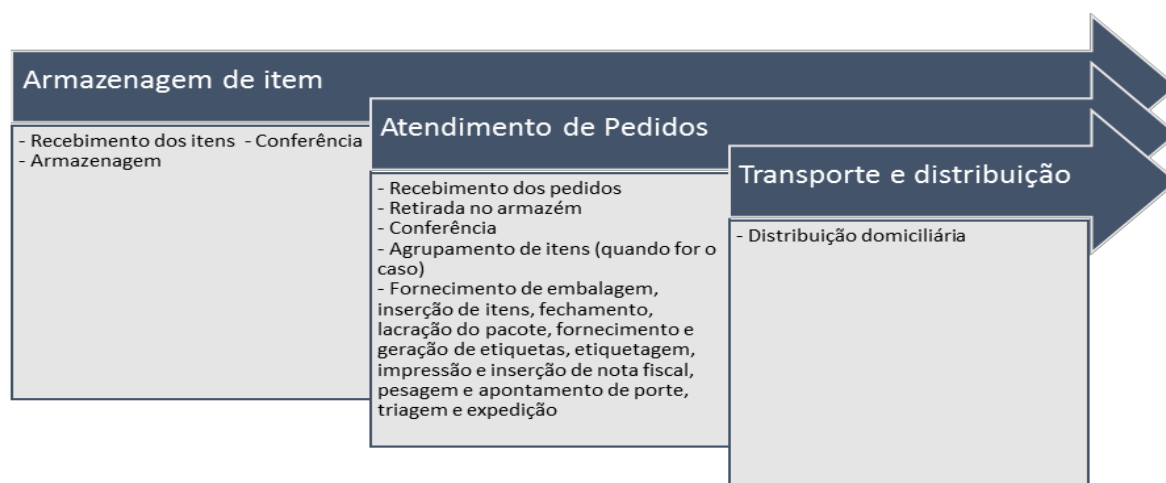 Armazenagem de item
- Recebimento dos itens  - Conferência
- Armazenagem
Atendimento de Pedidos
- Recebimento dos pedidos
- Retirada no armazém
- Conferência
- Agrupamento de itens (quando for o
caso)
- Fornecimento de embalagem,
inserção de itens, fechamento,
lacração do pacote, fornecimento e
geração de etiquetas, etiquetagem,
impressão e inserção de nota fiscal,
pesagem e apontamento de porte,
triagem e expedição
Transporte e distribuição
- Distribuição domiciliária